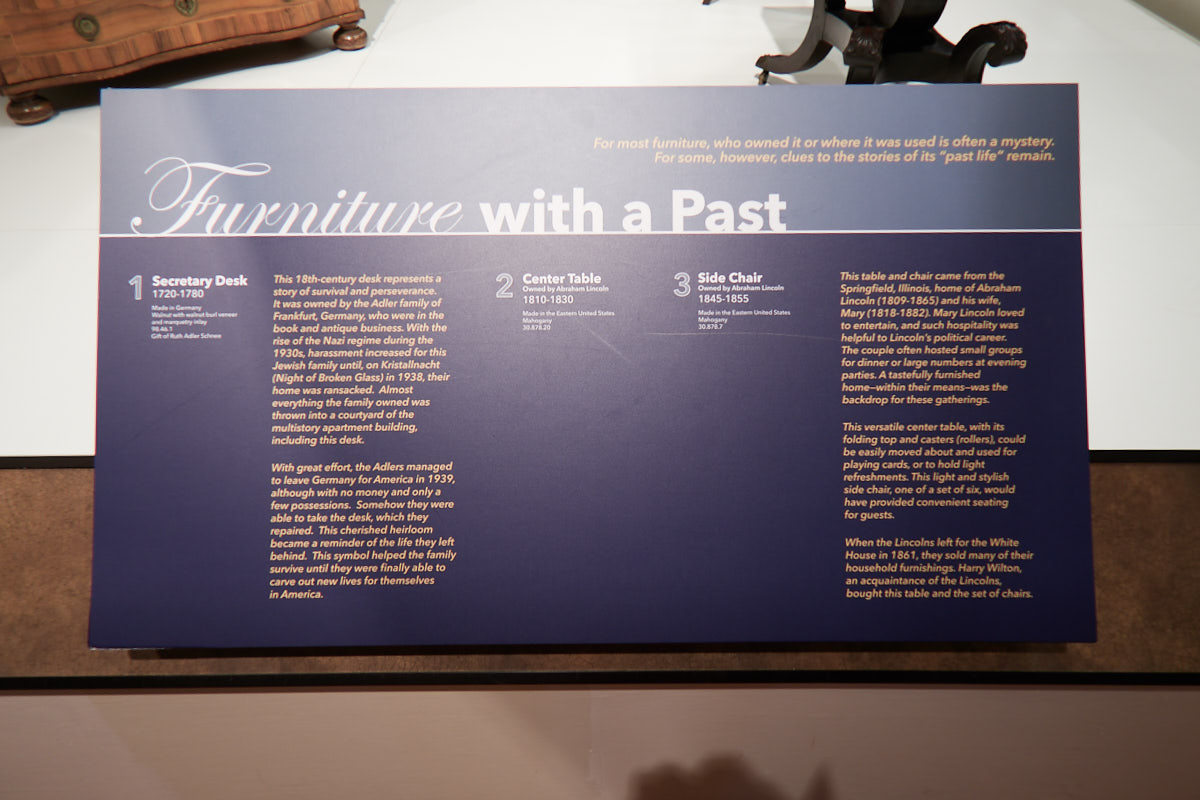 For most furniture, who owned it or where it was used is often a mystery.
For some, however, clues to the stories of its "past life" remain.
Furniture with a Past
1 Secretary Desk
1720-1780
Made in Germany
Walnut with walnut burl veneer
and marquetry inlay
98.46.1
Gift of Ruth Adler Schnee
This 18th-century desk represents a
story of survival and perseverance.
It was owned by the Adler family of
Frankfurt, Germany, who were in the
book and antique business. With the
rise of the Nazi regime during the
1930s, harassment increased for this
Jewish family until, on Kristallnacht
(Night of Broken Glass) in 1938, their
home was ransacked. Almost
everything the family owned was
thrown into a courtyard of the
multistory apartment building,
including this desk.
With great effort, the Adlers managed
to leave Germany for America in 1939,
although with no money and only a
few possessions. Somehow they were
able to take the desk, which they
repaired. This cherished heirloom
became a reminder of the life they left
behind. This symbol helped the family
survive until they were finally able to
carve out new lives for themselves
in America.
2 Center Table
Owned by Abraham Lincoln
1810-1830
Made in the Eastern United States
Mahogany
30.878.20
3 Side Chair
Owned by Abraham Lincoln
1845-1855
Made in the Eastern United States
Mahogany
30.878.7
This table and chair came from the
Springfield, Illinois, home of Abraham
Lincoln (1809-1865) and his wife,
Mary (1818-1882). Mary Lincoln loved
to entertain, and such hospitality was
helpful to Lincoln's political career.
The couple often hosted small groups
for dinner or large numbers at evening
parties. A tastefully furnished
home—within their means—was the
backdrop for these gatherings.
This versatile center table, with its
folding top and casters (rollers), could
be easily moved about and used for
playing cards, or to hold light
refreshments. This light and stylish
side chair, one of a set of six, would
have provided convenient seating
for guests.
When the Lincolns left for the White
House in 1861, they sold many of their
household furnishings. Harry Wilton,
an acquaintance of the Lincolns,
bought this table and the set of chairs.